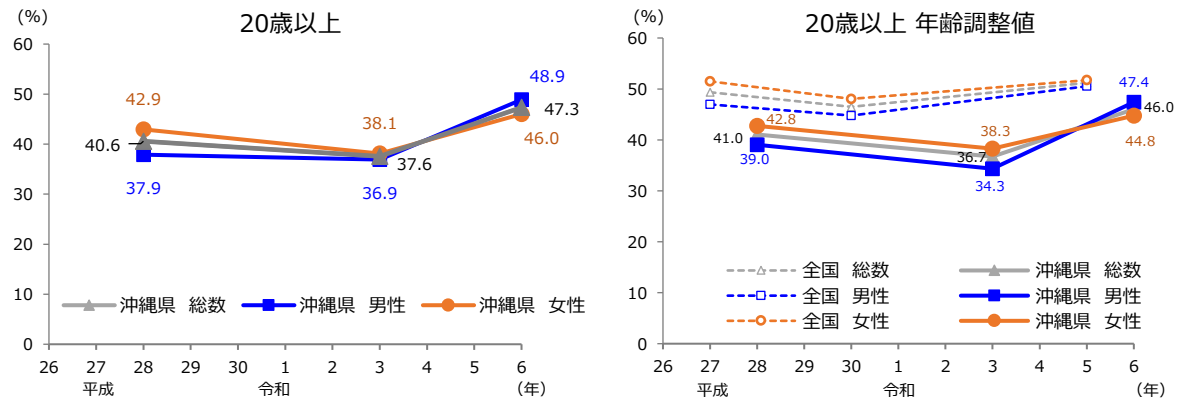 (%)
20歳以上
60
50
40
30
20
10
0
42.9
40.6
37.9
38.1
37.6
36.9
48.9
47.3
46.0
沖縄県 総数
沖縄県 男性
沖縄県 女性
26 27 28 29 30 1 2 3 4 5 6
平成 令和 (年)
(%)
20歳以上 年齢調整値
60
50
40
30
20
10
0
42.8
41.0
39.0
38.3
36.7
34.3
47.4
46.0
44.8
全国 総数 沖縄県 総数
全国 男性 沖縄県 男性
全国 女性 沖縄県 女性
26 27 28 29 30 1 2 3 4 5 6
平成 令和 (年)